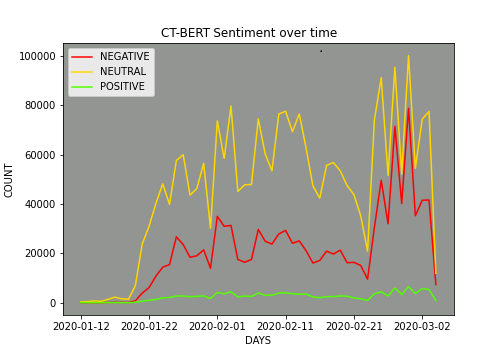 CT-BERT Sentiment over time
NEGATIVE
NEUTRAL
POSITIVE
100000
80000
60000
40000
20000
0
COUNT
2020-01-12 2020-01-22 2020-02-01 2020-02-11 2020-02-21 2020-03-02
DAYS